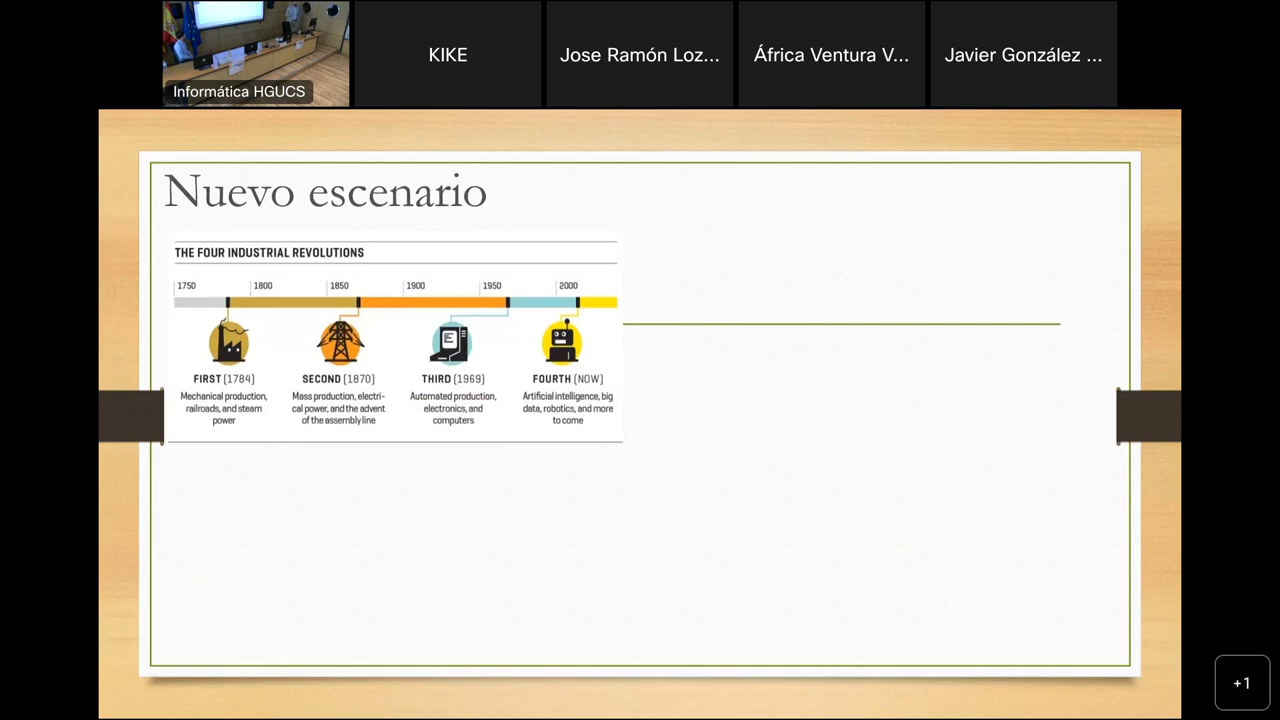 Informática HGUCS
KIKE
Jose Ramón Loz...
África Ventura V...
Javier González ...
Nuevo escenario
THE FOUR INDUSTRIAL REVOLUTIONS
1750 1800 1850 1900 1950 2000
FIRST (1784)
Mechanical production,
railroads, and steam
power
SECOND (1870)
Mass production, electri-
cal power, and the advent
of the assembly line
THIRD (1969)
Automated production,
electronics, and
computers
FOURTH (NOW)
Artificial intelligence, big
data, robotics, and more
to come
+1